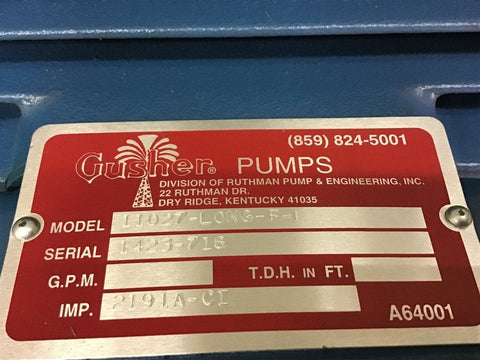 (859) 824-5001
Gusher® PUMPS
DIVISION OF RUTHMAN PUMP & ENGINEERING, INC.
22 RUTHMAN DR.
DRY RIDGE, KENTUCKY 41035
MODEL 11027-LONG-F-1
SERIAL P423-718
G.P.M. T.D.H. IN FT.
IMP. 2191A-CI
A64001